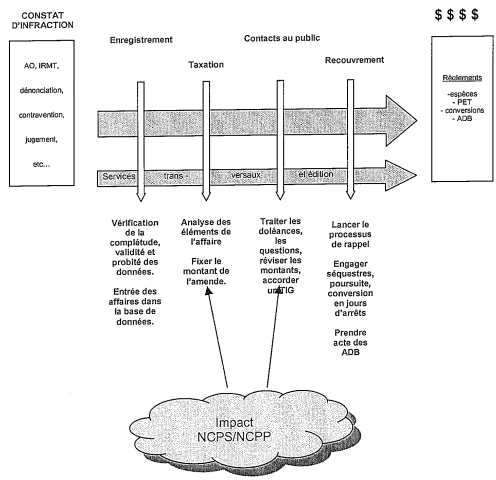 CONSTAT
D'INFRACTION
$ $ $ $
Enregistrement
Contacts au public
Taxation
Recouvrement
AO, IRMT,
dénonciation,
contravention,
jugement,
etc...
Règlements
-espèces
- PET
- conversions
- ADB
Services trans- versaux et édition
Vérification
de la
complétude,
validité et
probité des
données.
Entrée des
affaires dans
la base de
données.
Analyse des
éléments de
l'affaire
Fixer le
montant de
l'amende.
Traiter les
doléances,
les
questions,
réviser les
montants,
accorder
un TIG
Lancer le
processus
de rappel
Engager
séquestres,
poursuite,
conversion
en jours
d'arrêts
Prendre
acte des
ADB
Impact
NCPS/NCPP